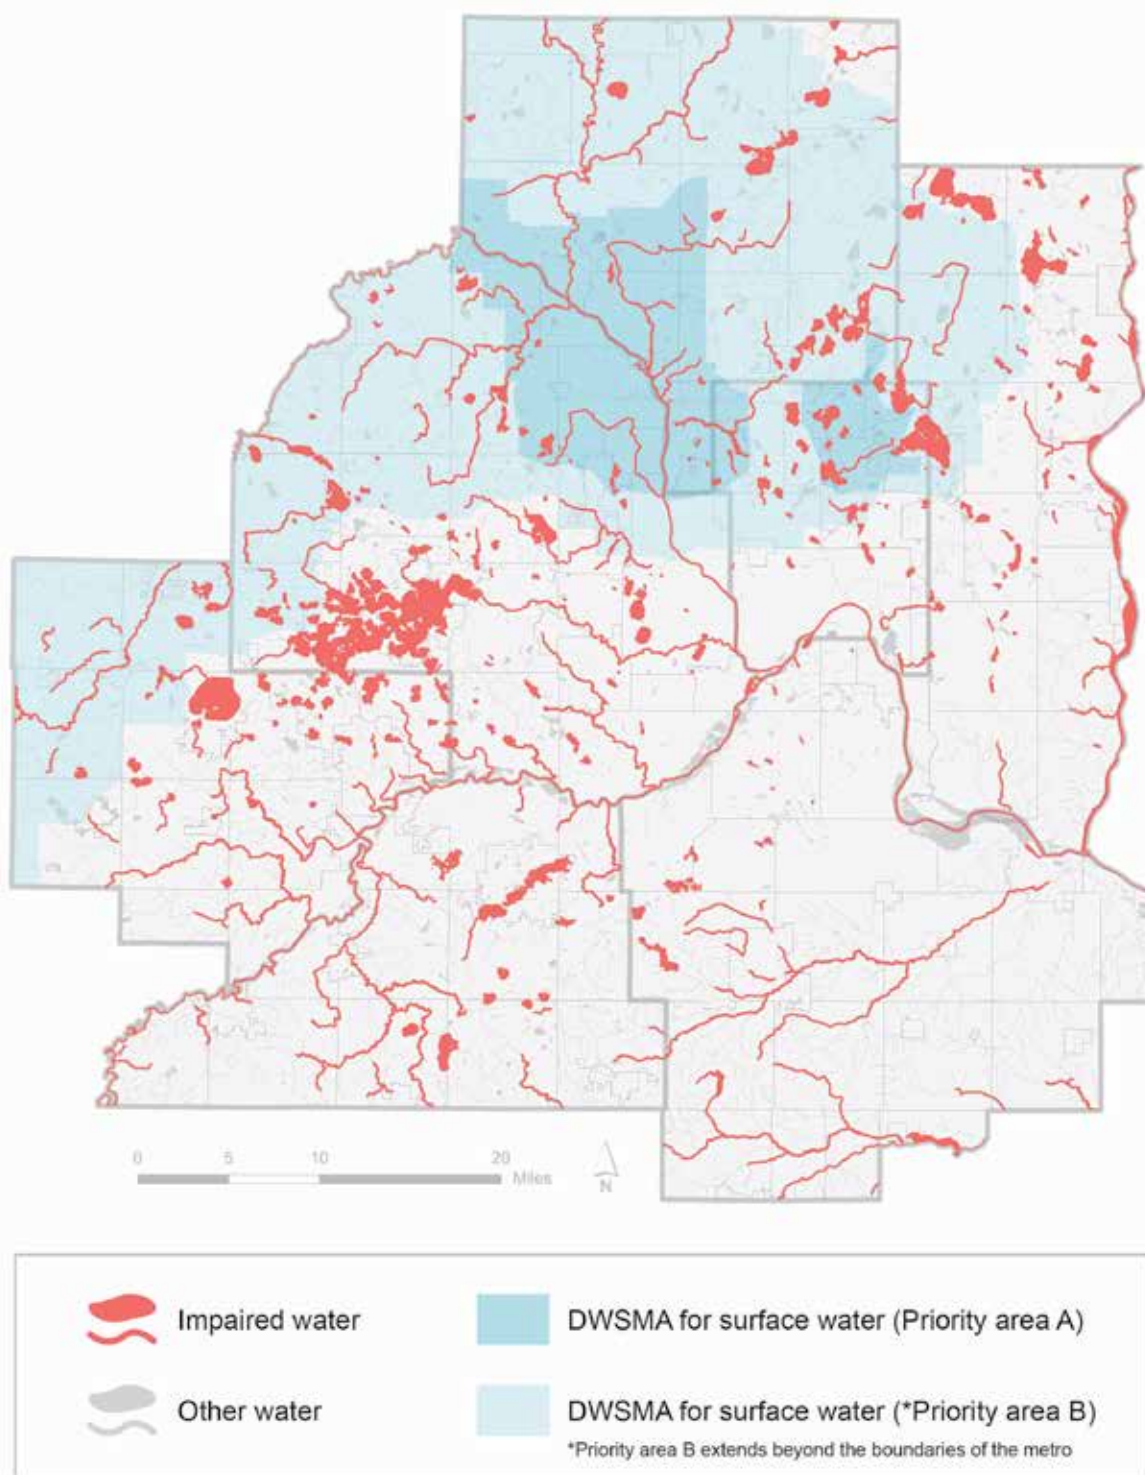 0 5 10 20 Miles
N
Impaired water
DWSMA for surface water (Priority area A)
Other water
DWSMA for surface water (*Priority area B)
*Priority area B extends beyond the boundaries of the metro